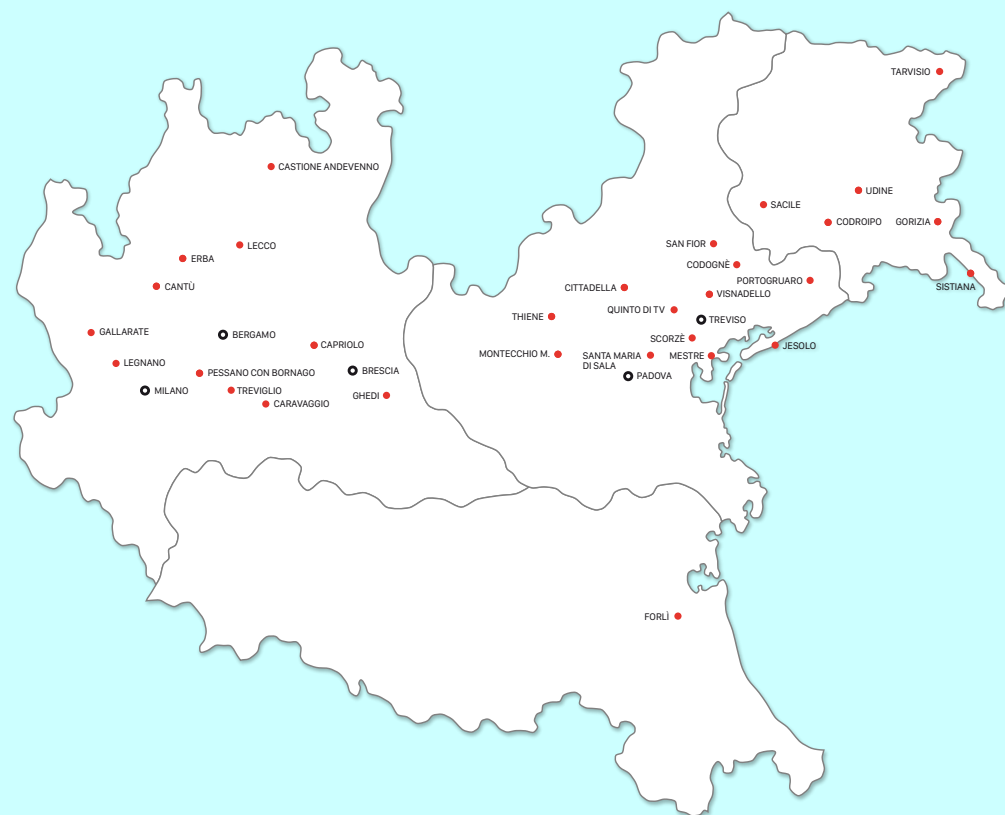 TARVISIO
CASTIONE ANDEVENNO
UDINE
SACILE
CODROIPO
GORIZIA
SAN FIOR
LECCO
ERBA
CODOGNÈ
PORTOGRUARO
SISTIANA
CANTÙ
CITTADELLA
VISNADELLO
QUINTO DI TV
THIENE
TREVISO
GALLARATE
BERGAMO
SCORZÈ
CAPRIOLO
JESOLO
MONTECCHIO M.
SANTA MARIA
DI SALA
MESTRE
LEGNANO
PESSANO CON BORNAGO
BRESCIA
PADOVA
MILANO
TREVIGLIO
GHEDI
CARAVAGGIO
FORLÌ